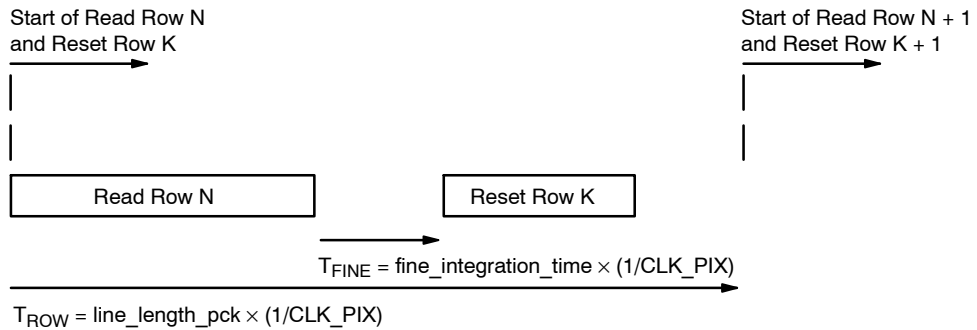 Start of Read Row N
and Reset Row K
Start of Read Row N + 1
and Reset Row K + 1
Read Row N
Reset Row K
T_FINE = fine_integration_time × (1/CLK_PIX)
T_ROW = line_length_pck × (1/CLK_PIX)